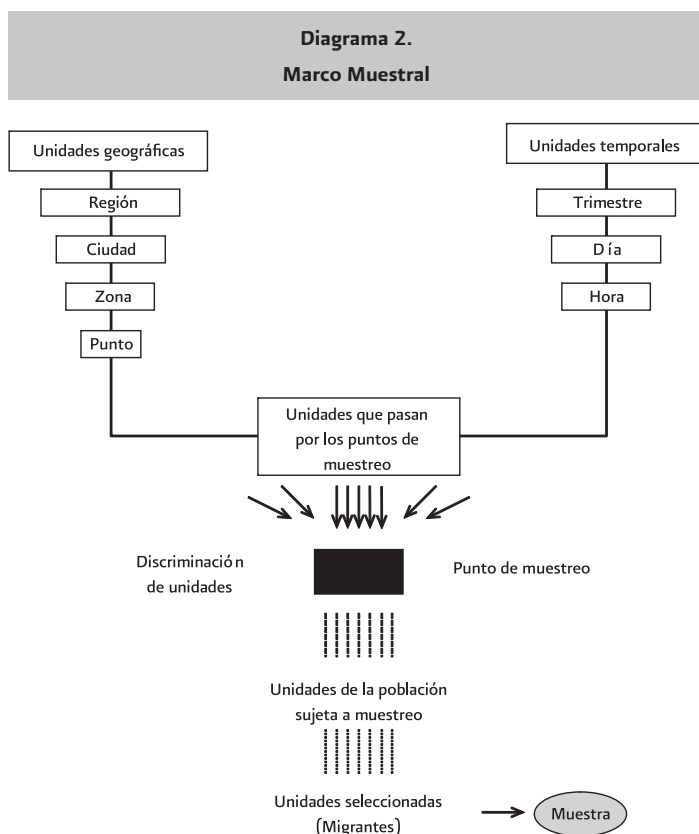 Diagrama 2.
Marco Muestral
Unidades geográficas
Región
Ciudad
Zona
Punto
Unidades temporales
Trimestre
Día
Hora
Unidades que pasan
por los puntos de
muestreo
Discriminación
de unidades
Punto de muestreo
Unidades de la población
sujeta a muestreo
Unidades seleccionadas
(Migrantes)
Muestra